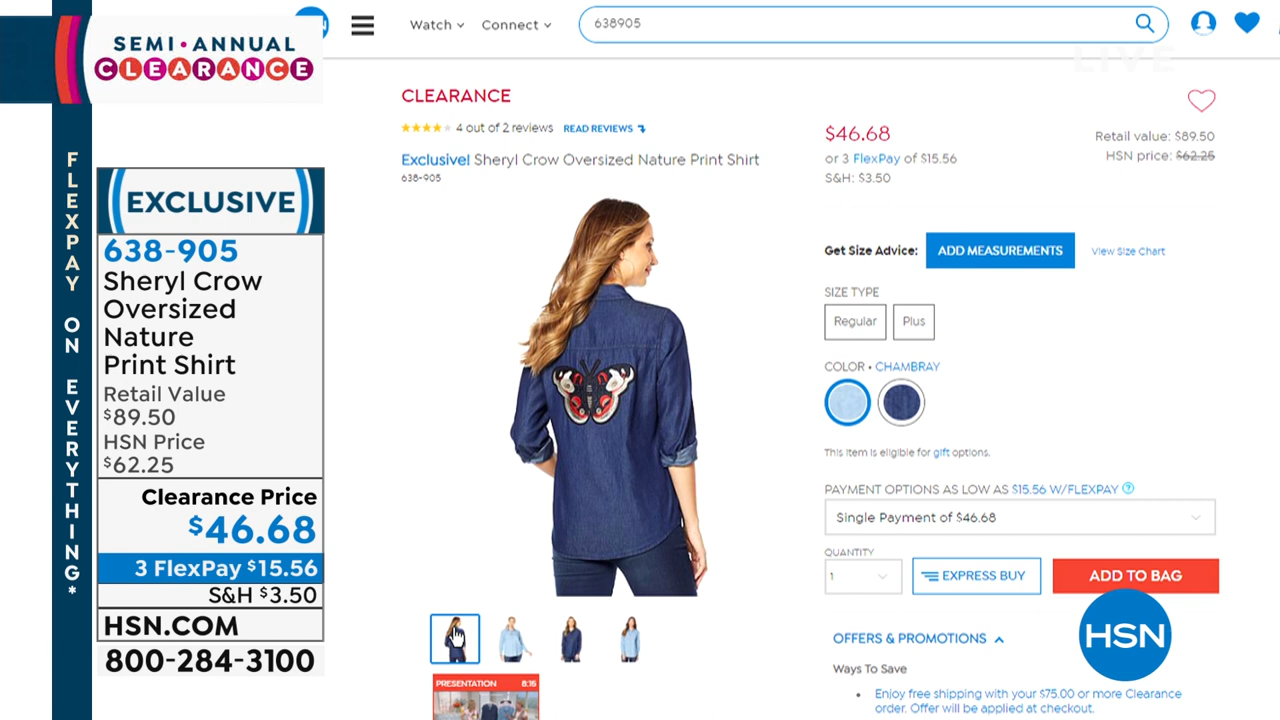 SEMI•ANNUAL
CLEARANCE
FLEXPAY ON EVERYTHING*
EXCLUSIVE
638-905
Sheryl Crow
Oversized
Nature
Print Shirt
Retail Value
$89.50
HSN Price
$62.25
Clearance Price
$46.68
3 FlexPay $15.56
S&H $3.50
HSN.COM
800-284-3100
Watch
Connect
638905
LIVE
CLEARANCE
4 out of 2 reviews READ REVIEWS
Exclusive! Sheryl Crow Oversized Nature Print Shirt
638-905
PRESENTATION 8:15
$46.68
or 3 FlexPay of $15.56
S&H: $3.50
Retail value: $89.50
HSN price: $62.25
Get Size Advice: ADD MEASUREMENTS View Size Chart
SIZE TYPE
Regular Plus
COLOR • CHAMBRAY
This item is eligible for gift options.
PAYMENT OPTIONS AS LOW AS $15.56 W/FLEXPAY ?
Single Payment of $46.68
QUANTITY
1 EXPRESS BUY ADD TO BAG
HSN
OFFERS & PROMOTIONS
Ways To Save
• Enjoy free shipping with your $75.00 or more Clearance
order. Offer will be applied at checkout.